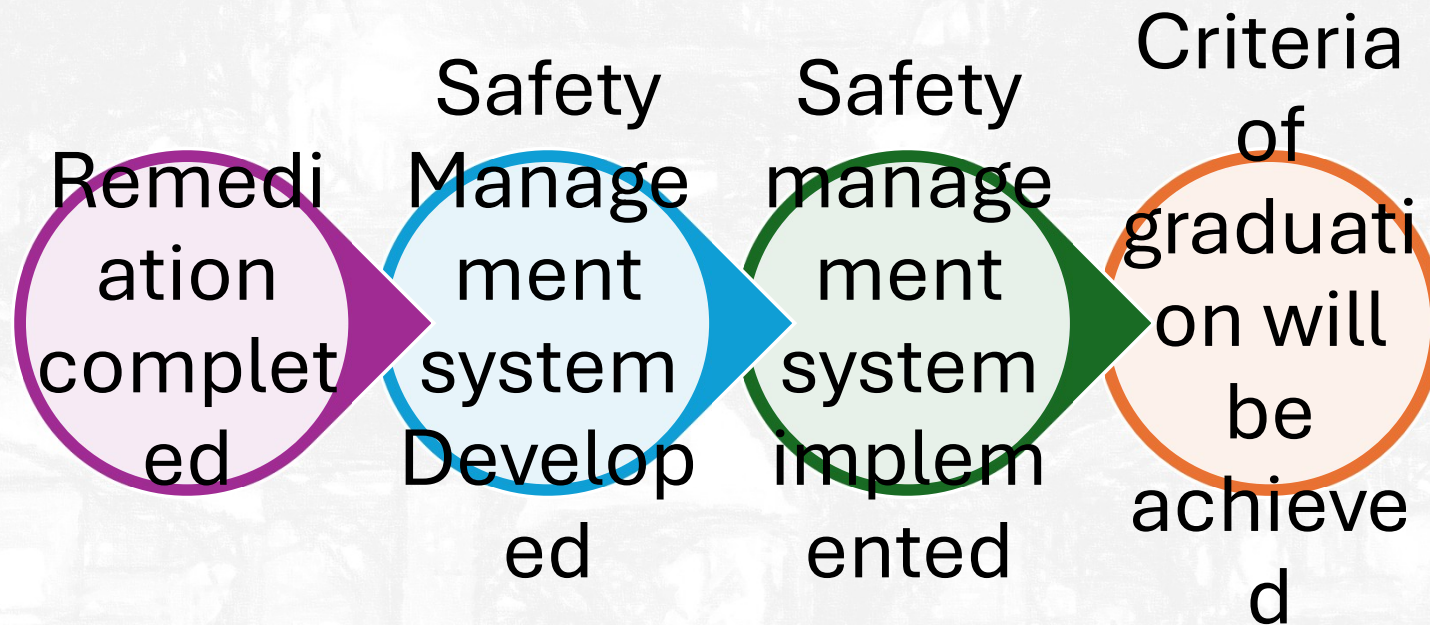 Remedi
ation
complet
ed
Safety
Manage
ment
system
Develop
ed
Safety
manage
ment
system
implem
ented
Criteria
of
graduati
on will
be
achieve
d